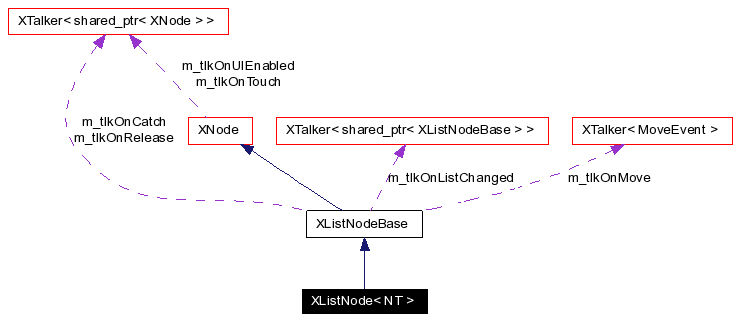 XTalker< shared_ptr< XNode > >
m_tlkOnUIEnabled
m_tlkOnTouch
m_tlkOnCatch
m_tlkOnRelease
XNode
XTalker< shared_ptr< XListNodeBase > >
XTalker< MoveEvent >
m_tlkOnListChanged
m_tlkOnMove
XListNodeBase
XListNode< NT >